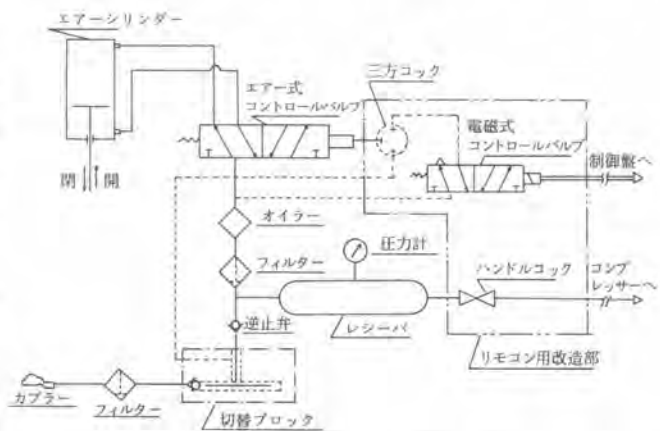 エアーシリンダー
三方コック
エアー式
コントロールバルブ
電磁式
コントロールバルブ
制御盤へ
T
T
T
T
閉
開
オイラー
圧力計
フィルター
ハンドルコック
コンプ
レッサーへ
逆止弁
レシーバ
リモコン用改造部
カプラー
フィルター
切替ブロック